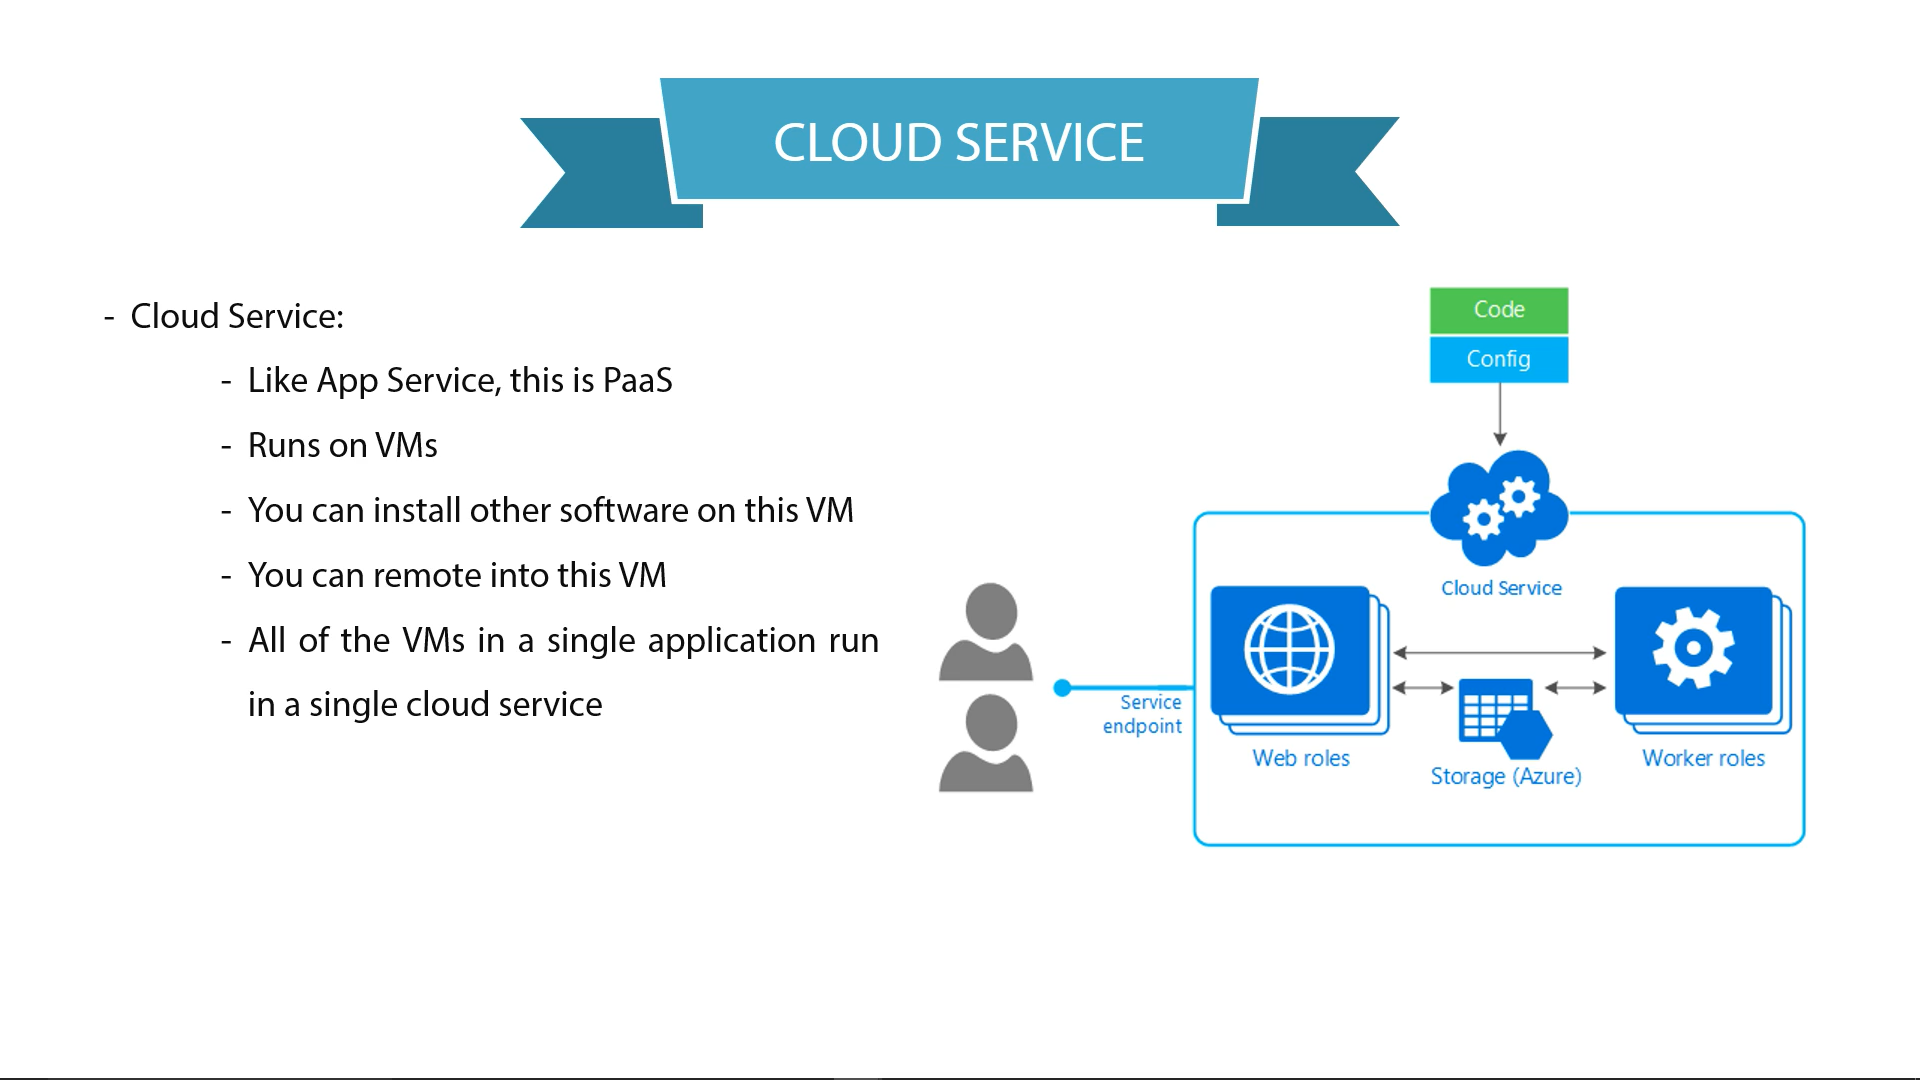 CLOUD SERVICE
- Cloud Service:
- Like App Service, this is PaaS
- Runs on VMs
- You can install other software on this VM
- You can remote into this VM
- All of the VMs in a single application run
in a single cloud service
Code
Config
Cloud Service
Service
endpoint
Web roles
Storage (Azure)
Worker roles